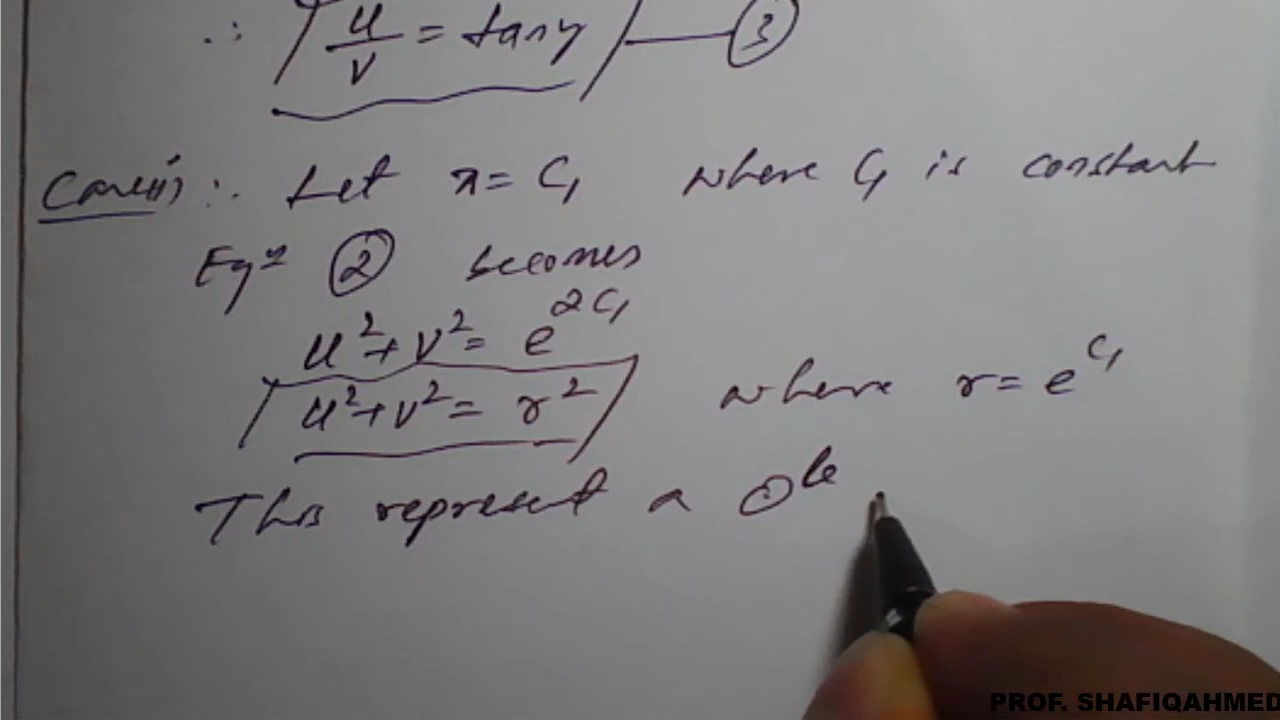 ∴ u/v = tan y — ③
Case(i) :- Let x = C₁ where C₁ is constant
Eqⁿ ② becomes
u² + v² = e^{2C₁}
u² + v² = r² where r = e^{C₁}
This represent a ⊙le
PROF. SHAFIQAHMED